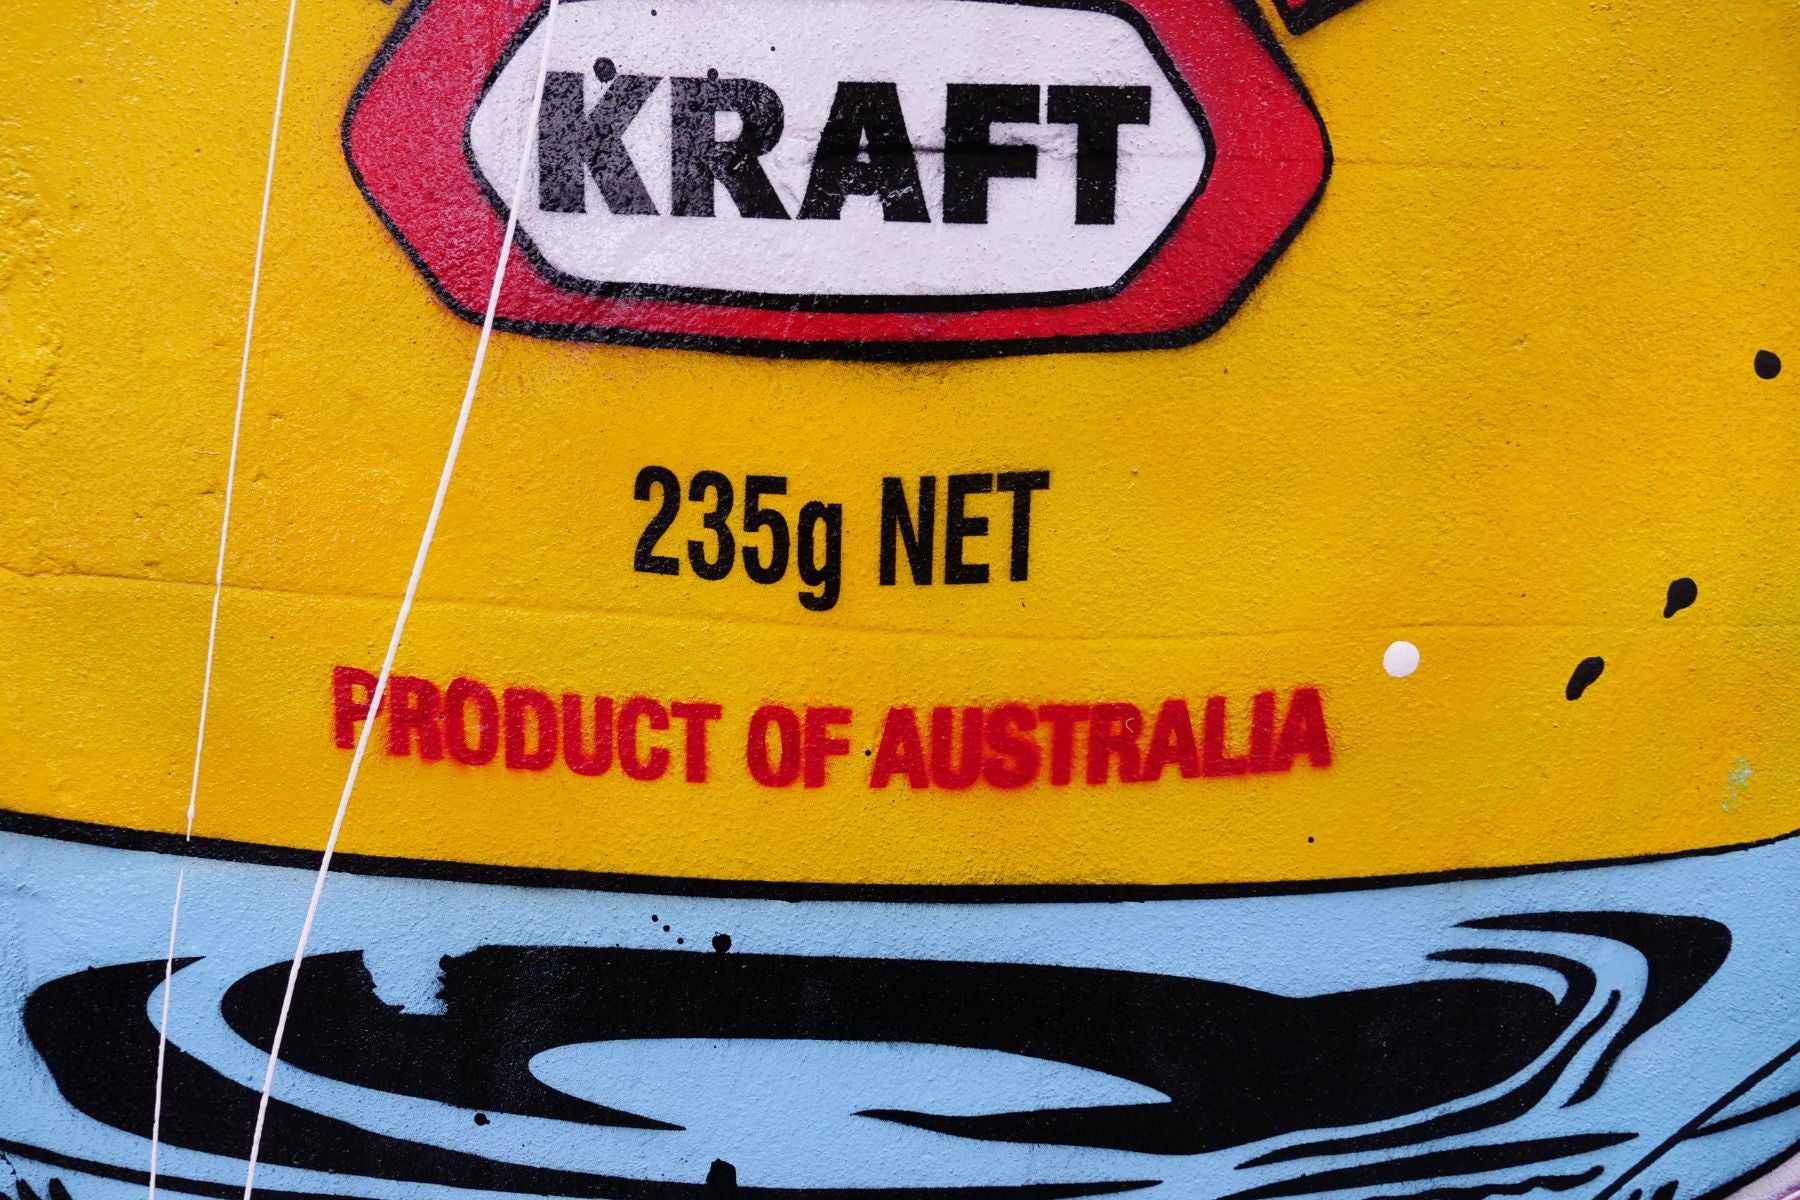 KRAFT
235g NET
PRODUCT OF AUSTRALIA